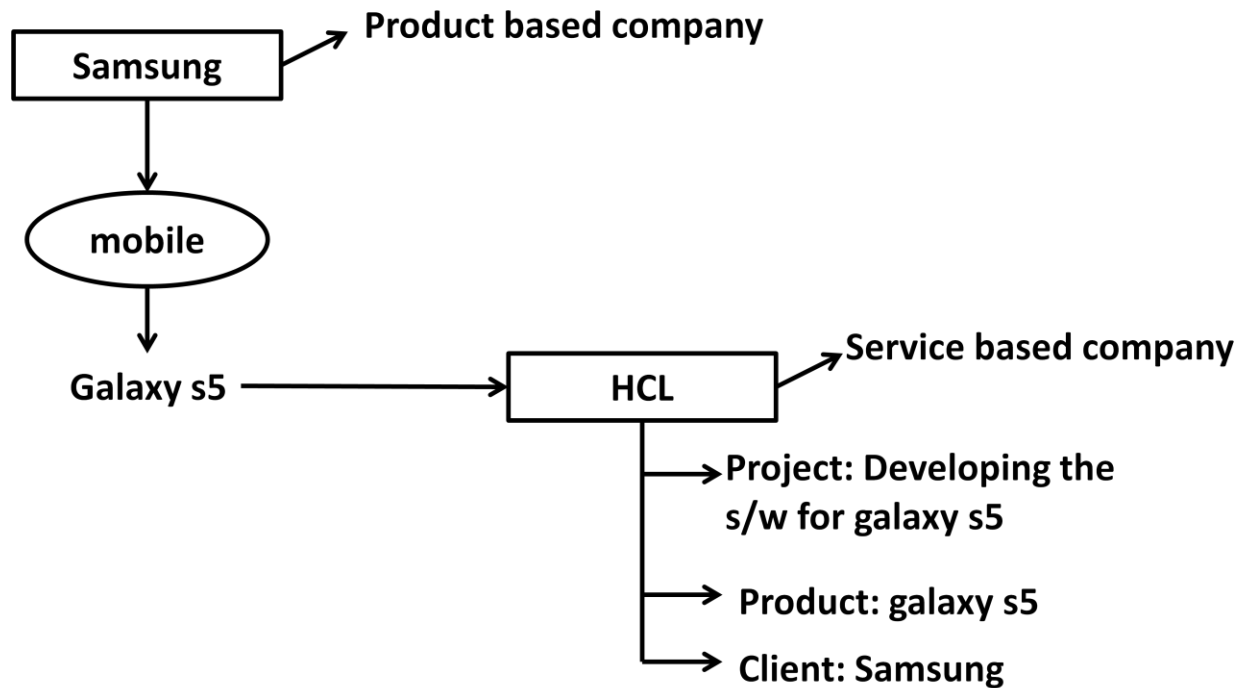 Product based company
Samsung
mobile
Galaxy s5
Service based company
HCL
Project: Developing the
s/w for galaxy s5
Product: galaxy s5
Client: Samsung